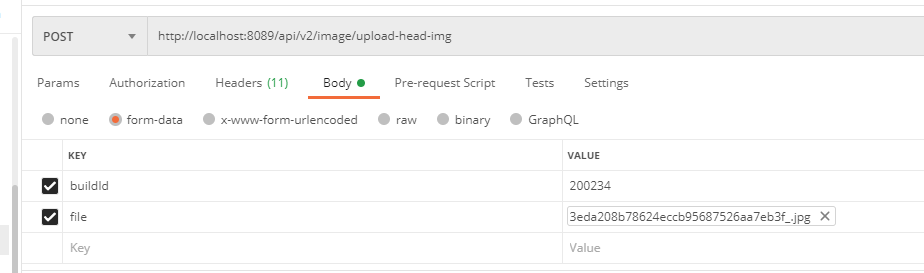 POST http://localhost:8089/api/v2/image/upload-head-img
Params Authorization Headers (11) Body Pre-request Script Tests Settings
none form-data x-www-form-urlencoded raw binary GraphQL
KEY VALUE
buildId 200234
file 3eda208b78624eccb95687526aa7eb3f_.jpg
Key Value